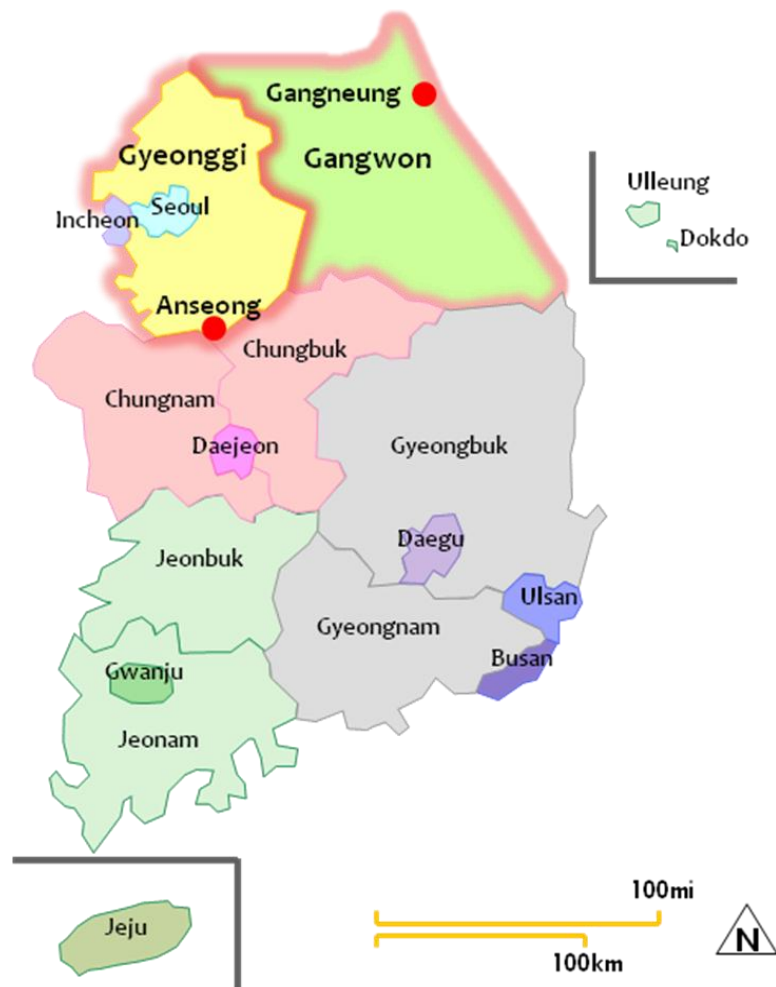 Gangneung
Gyeonggi
Gangwon
Ulleung
Seoul
Incheon
Dokdo
Anseong
Chungbuk
Chungnam
Daejeon
Gyeongbuk
Daegu
Jeonbuk
Ulsan
Gyeongnam
Busan
Gwanju
Jeonam
100mi
Jeju
N
100km